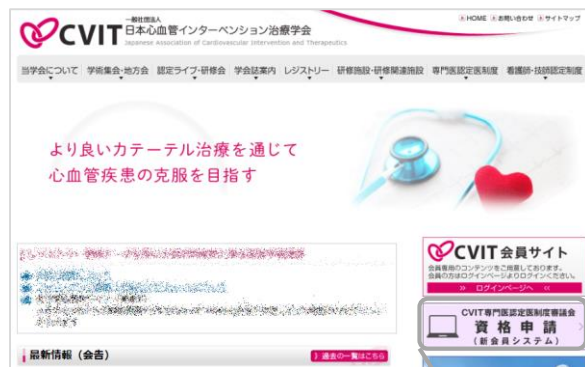 CVIT 一般社団法人
日本心血管インターベンション治療学会
Japanese Association of Cardiovascular Intervention and Therapeutics
HOME お問い合わせ サイトマップ
当学会について 学術集会・地方会 認定ライブ・研修会 学会誌案内 レジストリー 研修施設・研修関連施設 専門医認定医制度 看護師・技師認定制度
より良いカテーテル治療を通じて
心血管疾患の克服を目指す
CVIT 会員サイト
会員専用のコンテンツをご用意しております。
会員の方はログインページよりログインください。
» ログインページへ «
CVIT専門医認定医制度審議会
資格申請
(新会員システム)
最新情報(会告)
過去の一覧はこちら